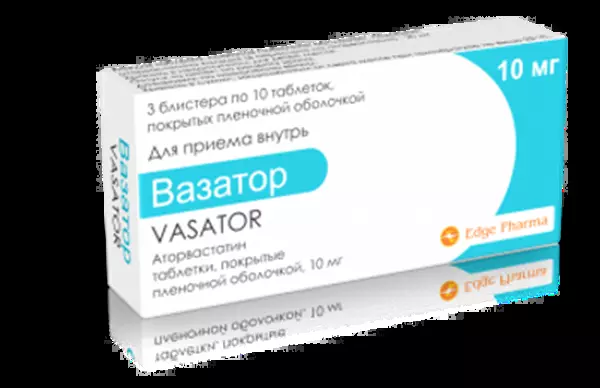 10 мг
3 блистера по 10 таблеток,
покрытых пленочной оболочкой
Для приема внутрь
Вазатор
VASATOR
Аторвастатин
таблетки, покрытые
пленочной оболочкой, 10 мг
Edge Pharma
Вазатор
VASATOR